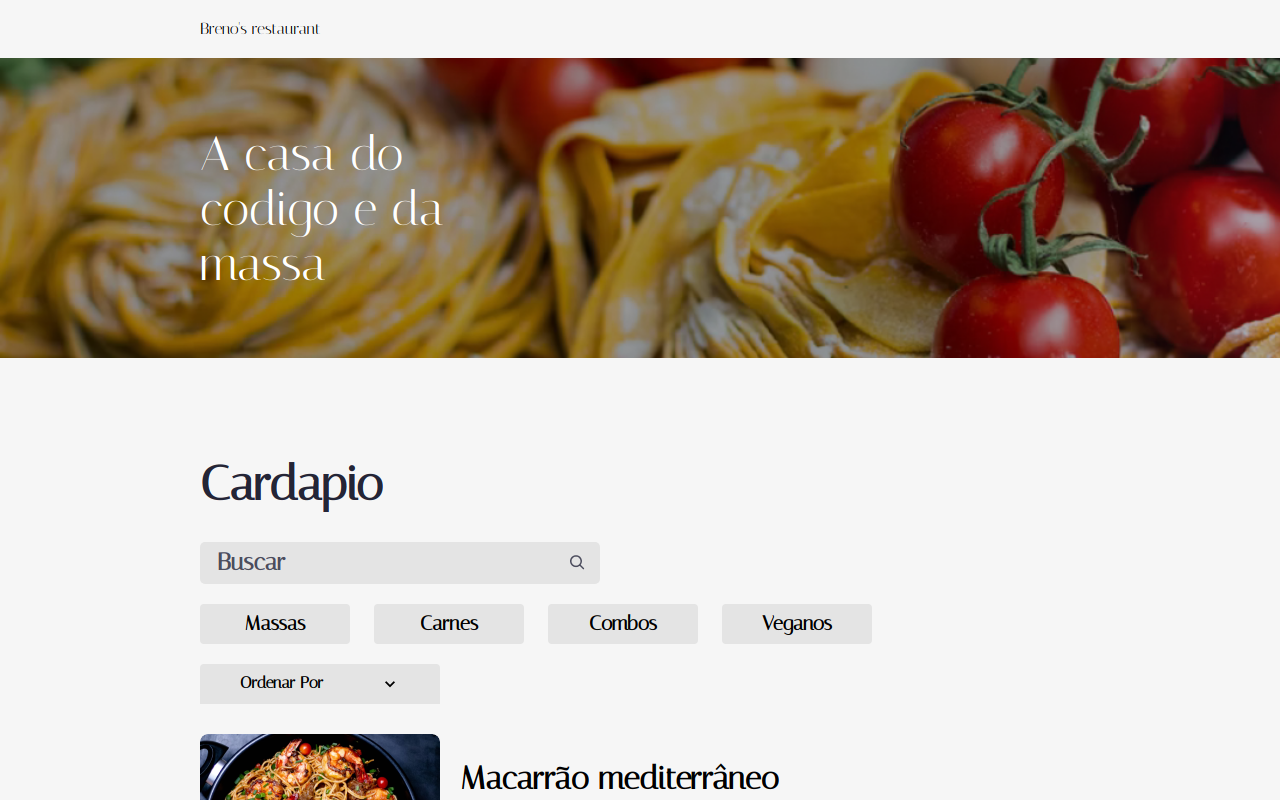 Breno's restaurant
A casa do
codigo e da
massa
Cardapio
Buscar
Massas Carnes Combos Veganos
Ordenar Por
Macarrão mediterrâneo